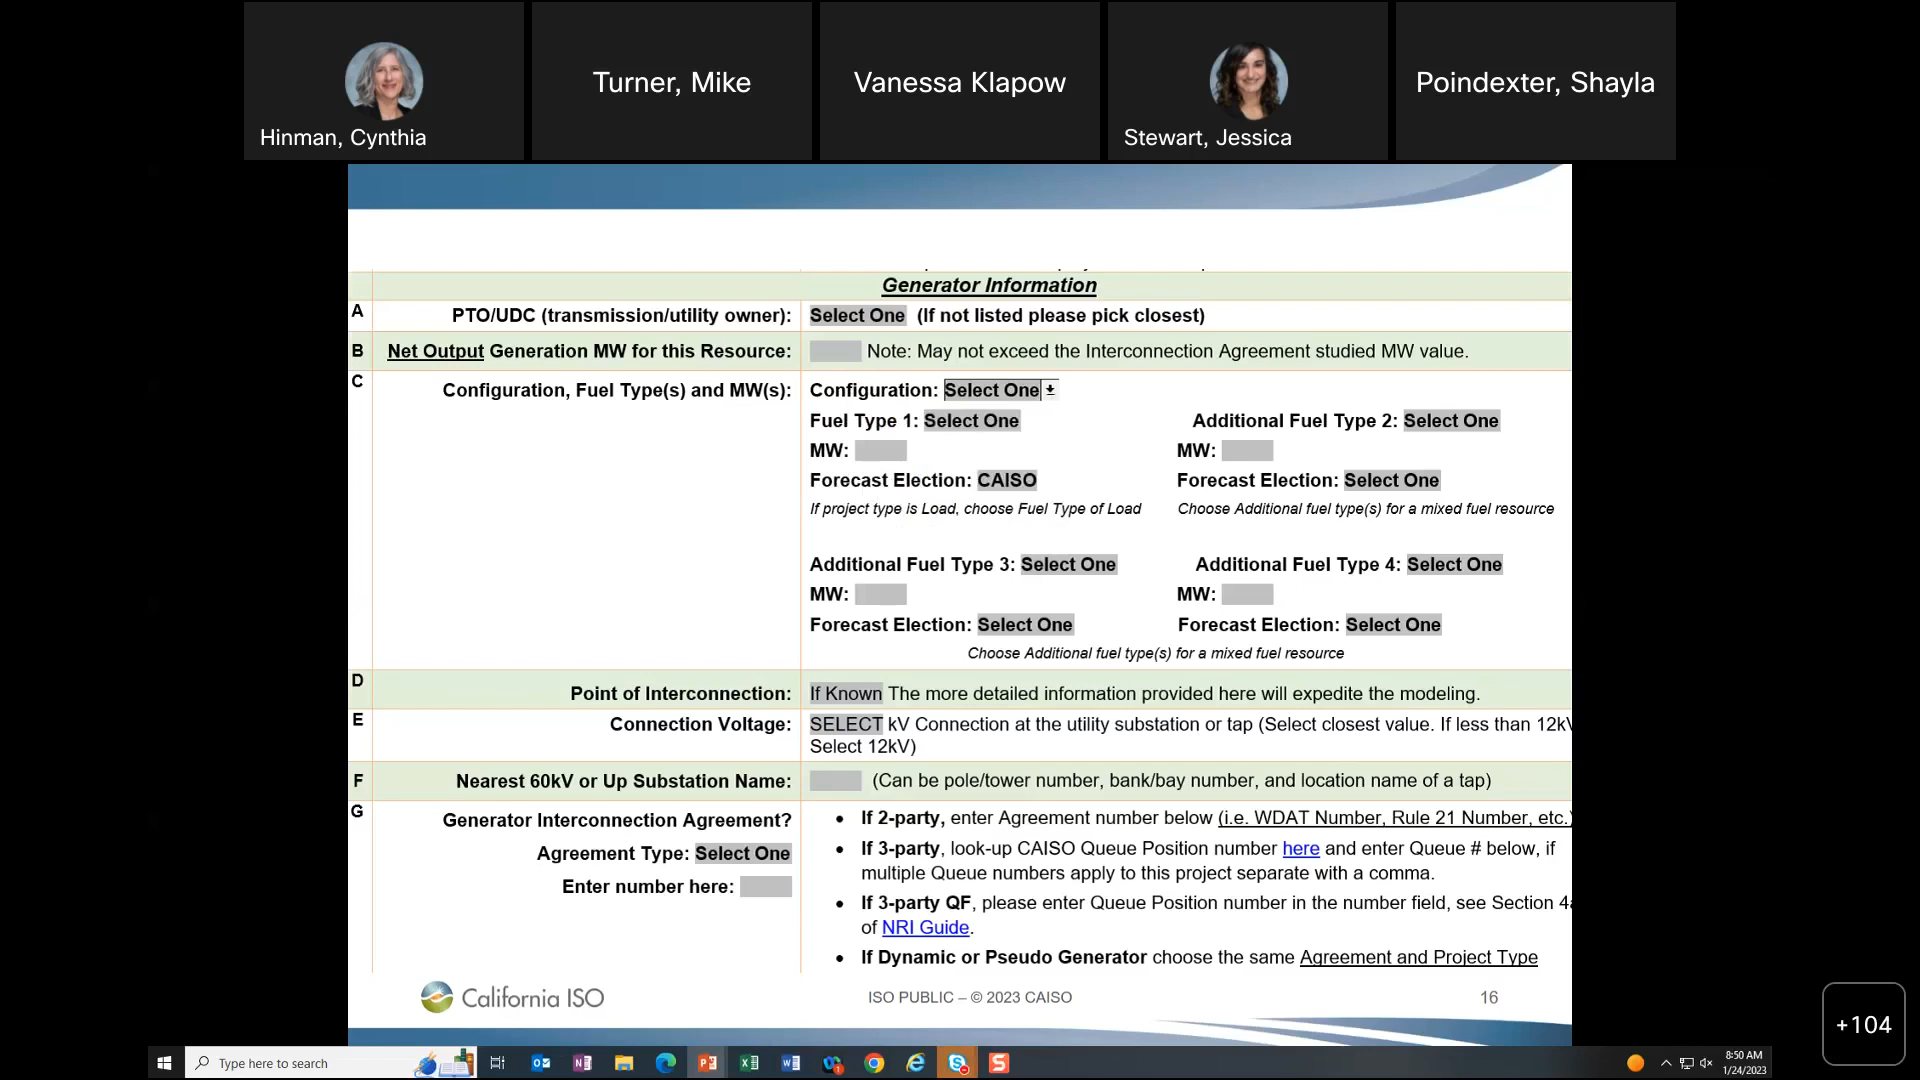 Hinman, Cynthia
Turner, Mike
Vanessa Klapow
Stewart, Jessica
Poindexter, Shayla
Generator Information
A
PTO/UDC (transmission/utility owner):
Select One (If not listed please pick closest)
B
Net Output Generation MW for this Resource:
Note: May not exceed the Interconnection Agreement studied MW value.
C
Configuration, Fuel Type(s) and MW(s):
Configuration: Select One
Fuel Type 1: Select One
Additional Fuel Type 2: Select One
MW:
MW:
Forecast Election: CAISO
Forecast Election: Select One
If project type is Load, choose Fuel Type of Load
Choose Additional fuel type(s) for a mixed fuel resource
Additional Fuel Type 3: Select One
Additional Fuel Type 4: Select One
MW:
MW:
Forecast Election: Select One
Forecast Election: Select One
Choose Additional fuel type(s) for a mixed fuel resource
D
Point of Interconnection:
If Known The more detailed information provided here will expedite the modeling.
E
Connection Voltage:
SELECT kV Connection at the utility substation or tap (Select closest value. If less than 12kV
Select 12kV)
F
Nearest 60kV or Up Substation Name:
(Can be pole/tower number, bank/bay number, and location name of a tap)
G
Generator Interconnection Agreement?
Agreement Type: Select One
Enter number here:
• If 2-party, enter Agreement number below (i.e. WDAT Number, Rule 21 Number, etc.)
• If 3-party, look-up CAISO Queue Position number here and enter Queue # below, if
multiple Queue numbers apply to this project separate with a comma.
• If 3-party QF, please enter Queue Position number in the number field, see Section 4a
of NRI Guide.
• If Dynamic or Pseudo Generator choose the same Agreement and Project Type
California ISO
ISO PUBLIC – © 2023 CAISO
16
+104
Type here to search
8:50 AM
1/24/2023